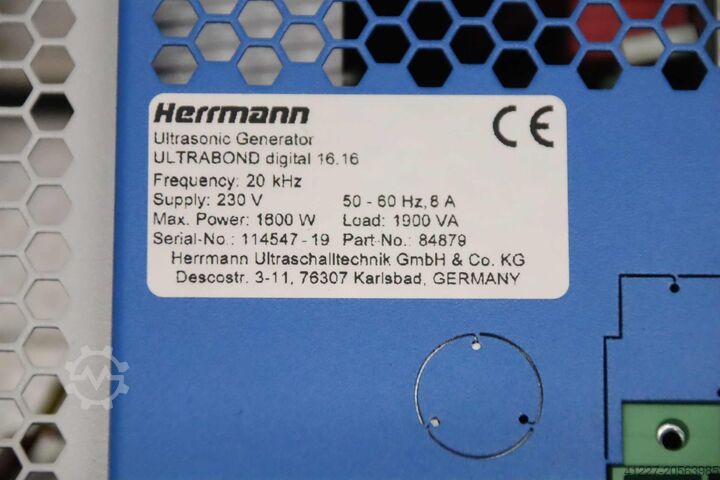 Herrmann
CE
Ultrasonic Generator
ULTRABOND digital 16.16
Frequency: 20 kHz
Supply: 230 V 50 - 60 Hz, 8 A
Max. Power: 1600 W Load: 1900 VA
Serial-No.: 114547 - 19 Part-No.: 84879
Herrmann Ultraschalltechnik GmbH & Co. KG
Descostr. 3-11, 76307 Karlsbad, GERMANY
41227-20563985